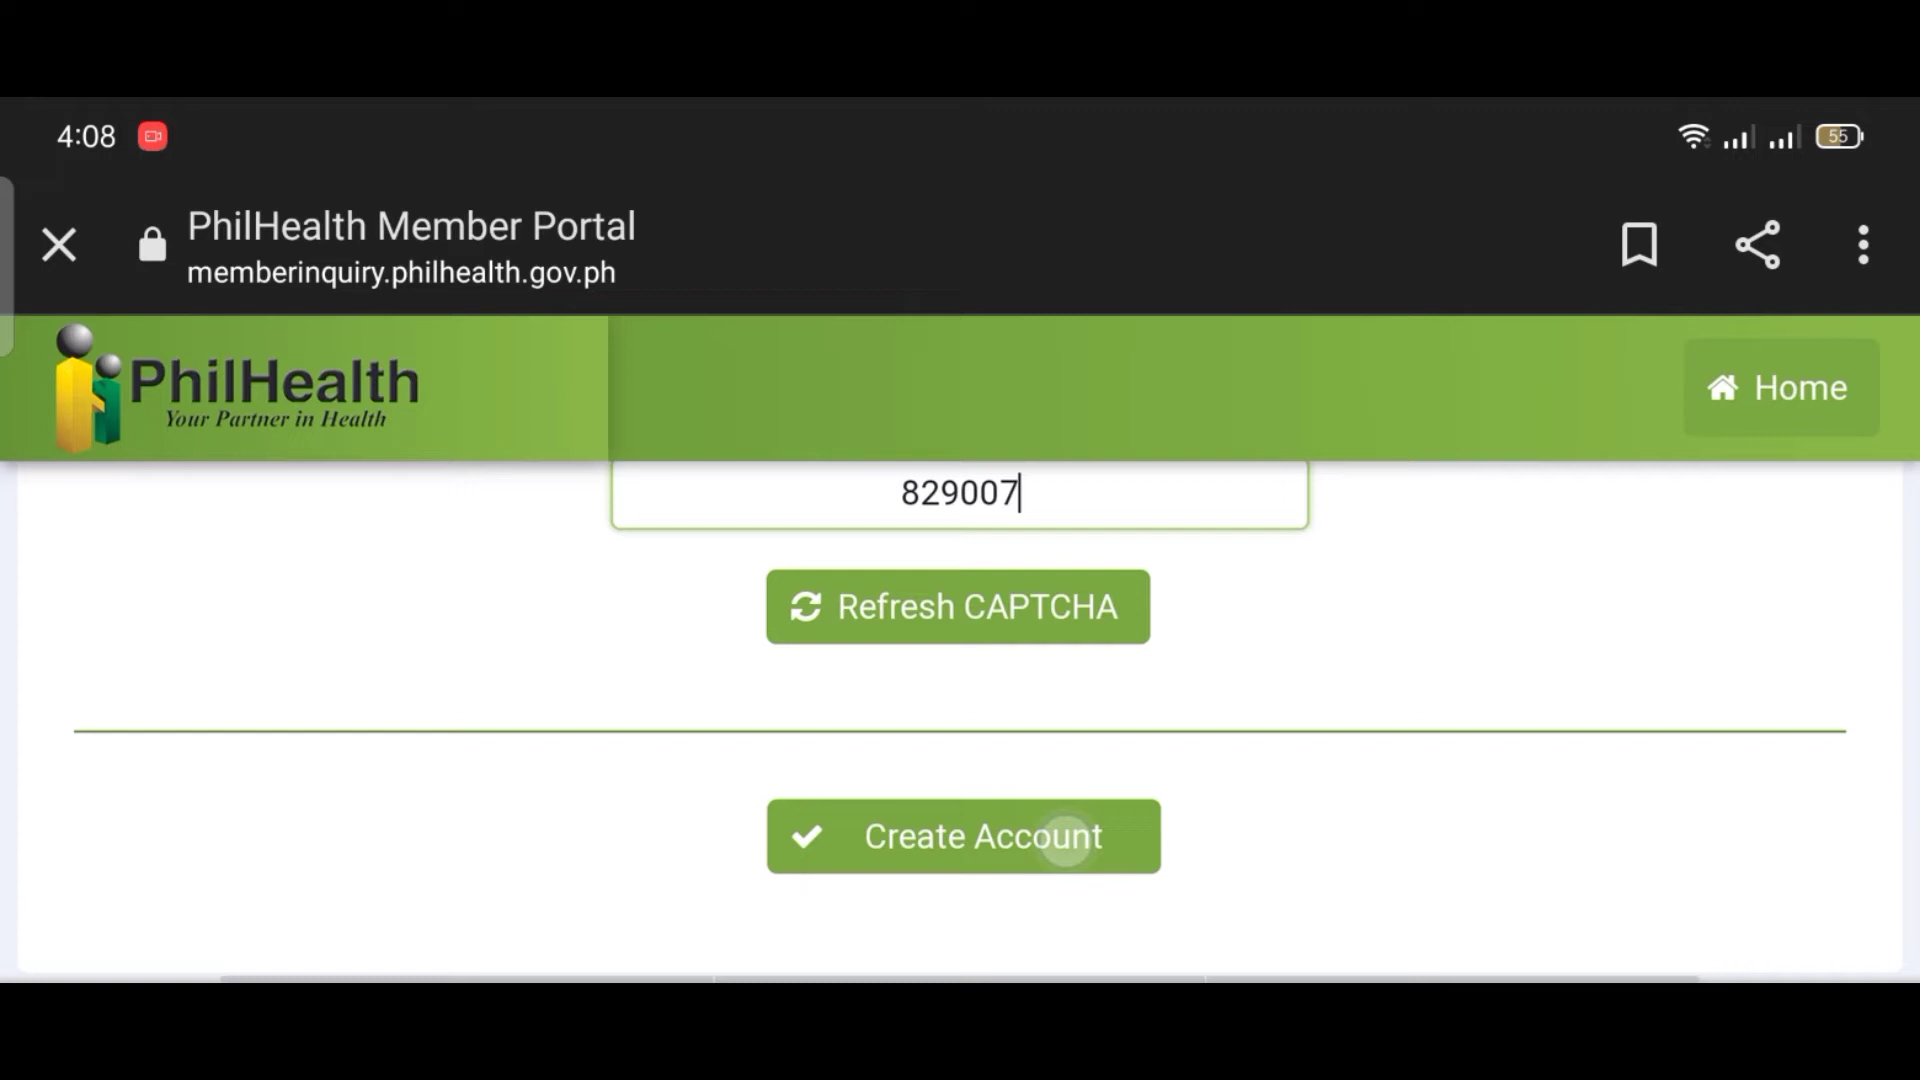 4:08
55
PhilHealth Member Portal
memberinquiry.philhealth.gov.ph
PhilHealth
Your Partner in Health
Home
829007
Refresh CAPTCHA
Create Account